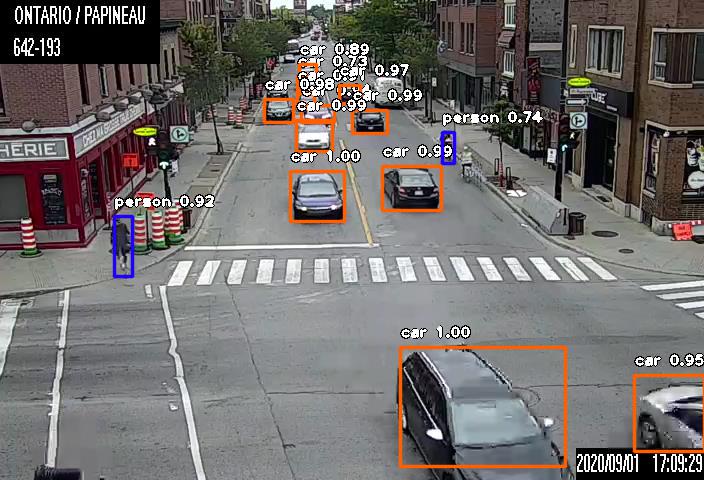 ONTARIO / PAPINEAU
642-193
car 0.89
car 0.73
car 0.97
car 0.98
car 0.99
car 0.99
person 0.74
car 1.00
car 0.99
HERIE
person 0.92
car 1.00
car 0.95
2020/09/01 17:09:29